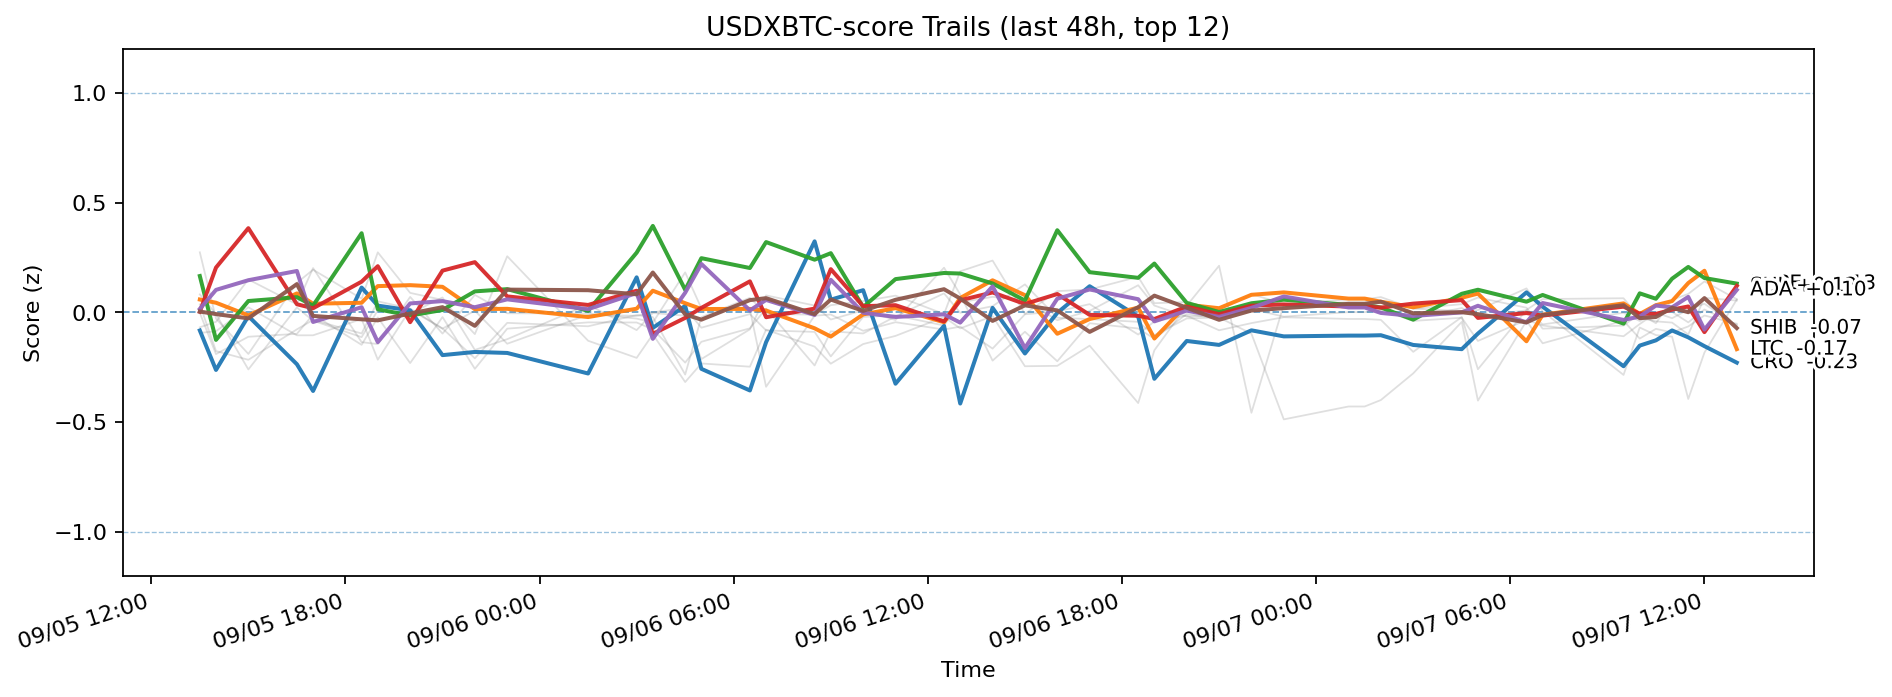 USDXBTC-score Trails (last 48h, top 12)
Score (z)
1.0
0.5
0.0
−0.5
−1.0
ADA +0.10
SHIB -0.07
LTC -0.17
CRO -0.23
09/05 12:00
09/05 18:00
09/06 00:00
09/06 06:00
09/06 12:00
09/06 18:00
09/07 00:00
09/07 06:00
09/07 12:00
Time